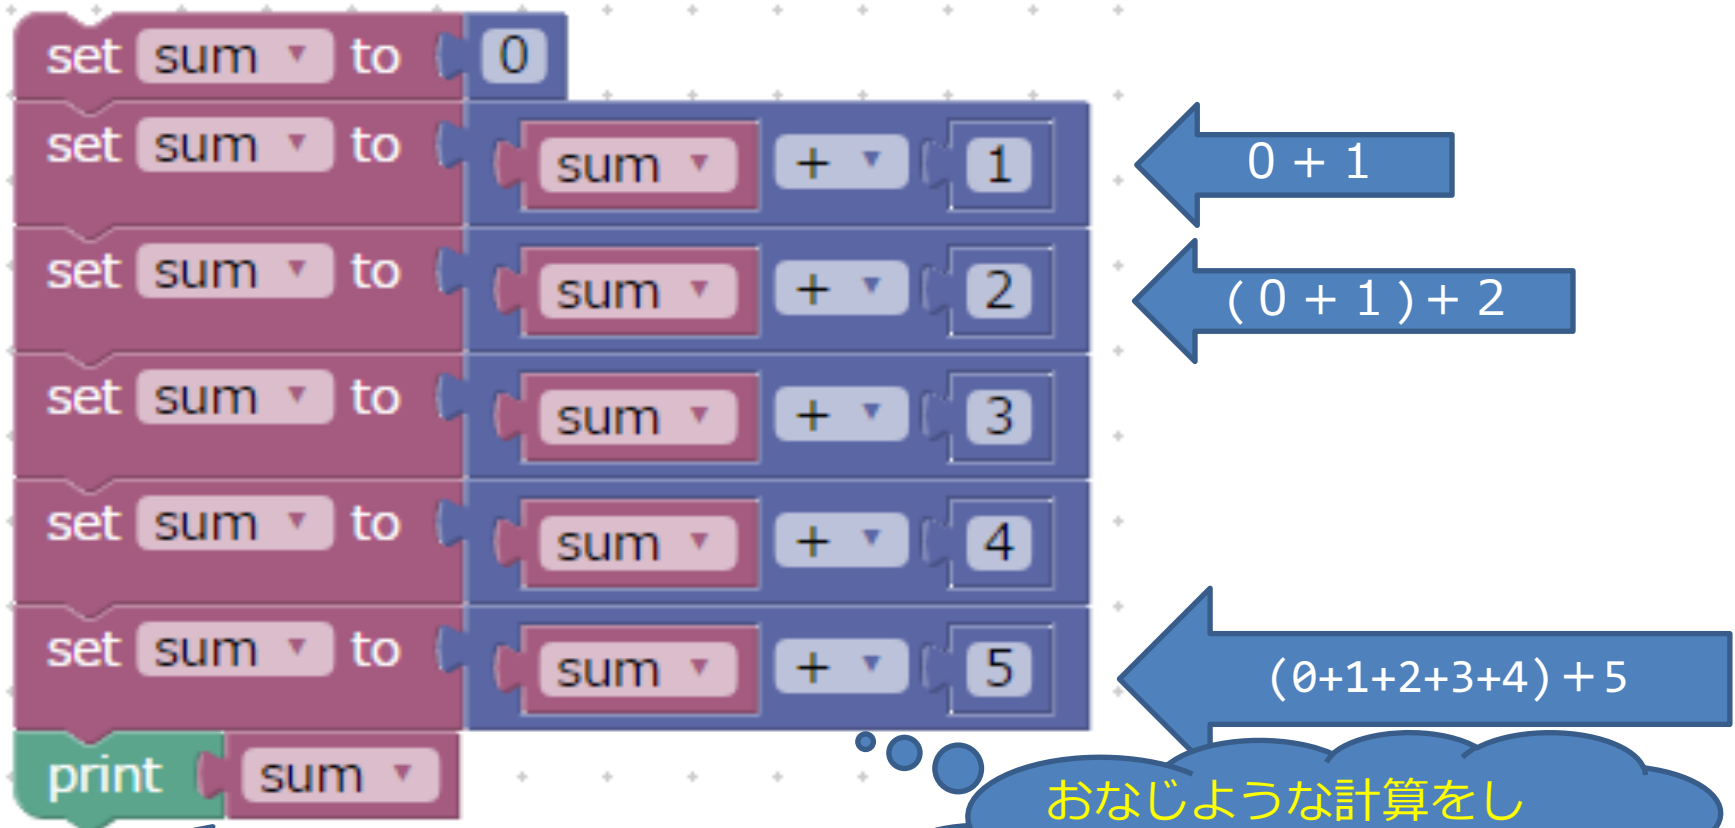 set sum ▼ to 0
set sum ▼ to sum ▼ + ▼ 1
0 + 1
set sum ▼ to sum ▼ + ▼ 2
( 0 + 1 )+ 2
set sum ▼ to sum ▼ + ▼ 3
set sum ▼ to sum ▼ + ▼ 4
set sum ▼ to sum ▼ + ▼ 5
(0+1+2+3+4)+5
print sum ▼
おなじような計算をし